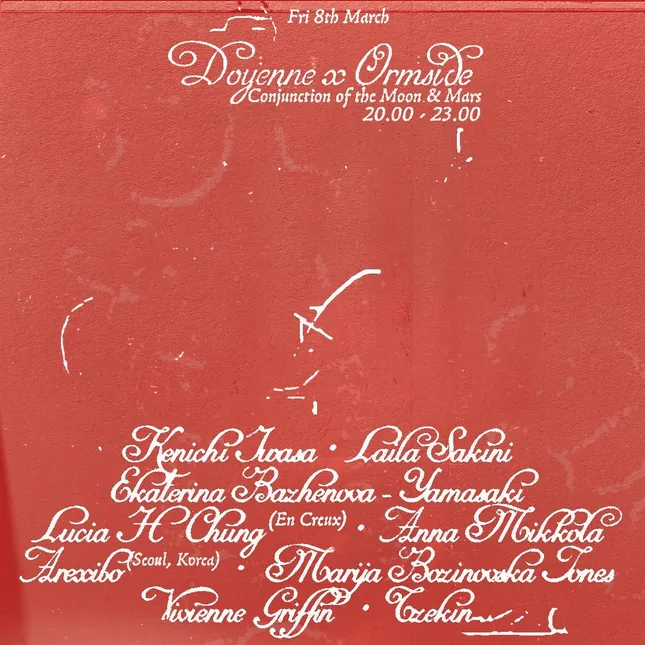 Fri 8th March
Doyenne x Ormside
Conjunction of the Moon & Mars
20.00 - 23.00
Kenichi Iwasa • Laila Sakini
Ekaterina Bazhenova - Yamasaki
Lucia H Chung (En Creux) • Anna Mikkola
Arexibo (Seoul, Korea) • Marija Bozinovska Jones
Vivienne Griffin • Tzekin